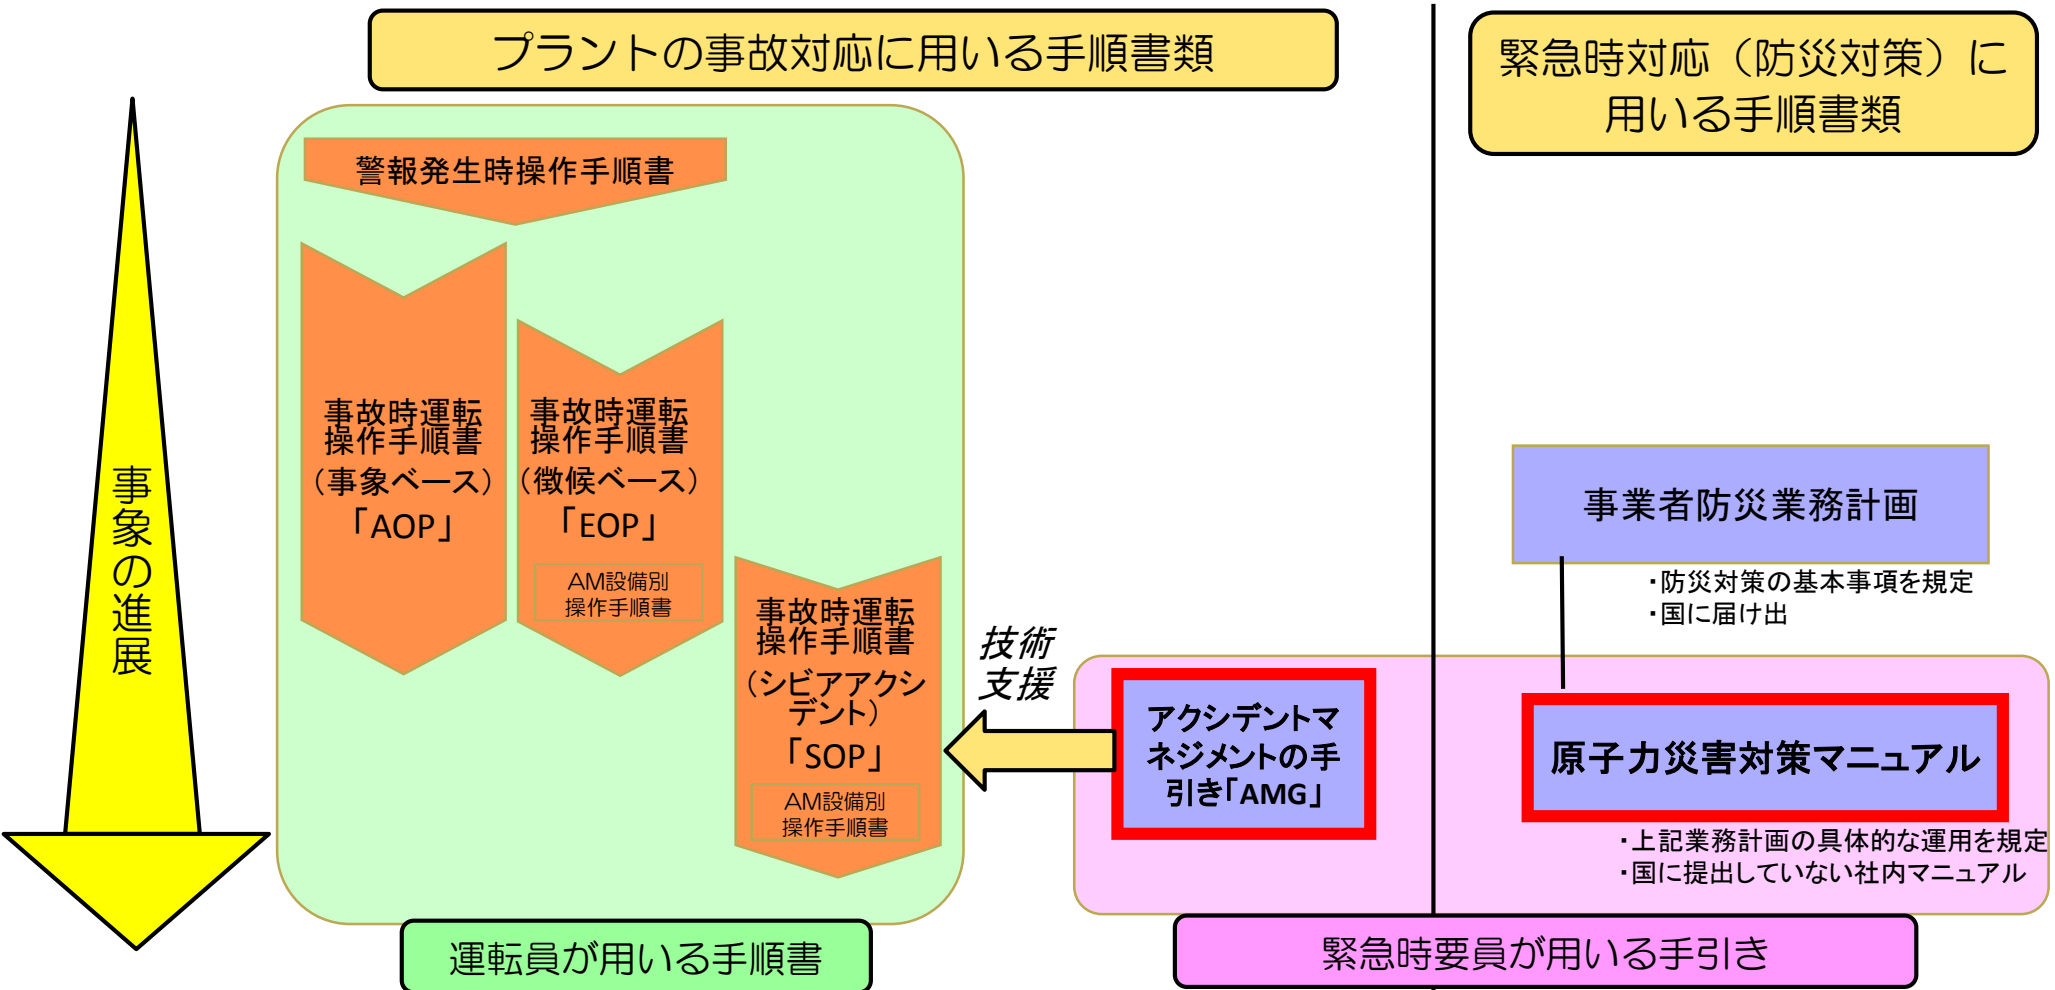 プラントの事故対応に用いる手順書類
緊急時対応（防災対策）に
用いる手順書類
事象の進展
警報発生時操作手順書
事故時運転
操作手順書
（事象ベース）
「AOP」
事故時運転
操作手順書
（徴候ベース）
「EOP」
AM設備別
操作手順書
事故時運転
操作手順書
（シビアアクシ
デント）
「SOP」
AM設備別
操作手順書
技術
支援
アクシデントマ
ネジメントの手
引き「AMG」
事業者防災業務計画
・防災対策の基本事項を規定
・国に届け出
原子力災害対策マニュアル
・上記業務計画の具体的な運用を規定
・国に提出していない社内マニュアル
運転員が用いる手順書
緊急時要員が用いる手引き